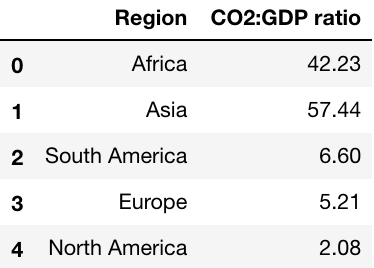 Region CO2:GDP ratio
0 Africa 42.23
1 Asia 57.44
2 South America 6.60
3 Europe 5.21
4 North America 2.08